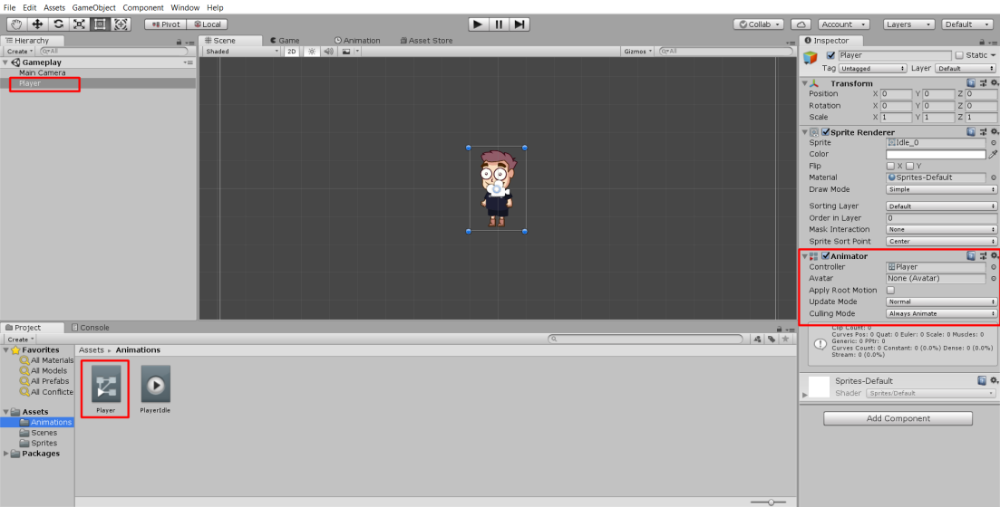 File Edit Assets GameObject Component Window Help
Pivot Local Collab Account Layers Default
Hierarchy
Create All
Gameplay
Main Camera
Player
Scene Game Animation Asset Store
Shaded 2D Gizmos All
Inspector
Player Static
Tag Untagged Layer Default
Transform
Position X 0 Y 0 Z 0
Rotation X 0 Y 0 Z 0
Scale X 1 Y 1 Z 1
Sprite Renderer
Sprite Idle_0
Color
Flip X Y
Material Sprites-Default
Draw Mode Simple
Sorting Layer Default
Order in Layer 0
Mask Interaction None
Sprite Sort Point Center
Animator
Controller Player
Avatar None (Avatar)
Apply Root Motion
Update Mode Normal
Culling Mode Always Animate
Clip Count: 0
Curves Pos: 0 Quat: 0 Euler: 0 Scale: 0 Muscles: 0
Generic: 0 PPtr: 0
Curves Count: 0 Constant: 0 (0.0%) Dense: 0 (0.0%)
Stream: 0 (0.0%)
Sprites-Default
Shader Sprites/Default
Add Component
Project Console
Create
Favorites
All Materials
All Models
All Prefabs
All Conflicte
Assets
Animations
Scenes
Sprites
Packages
Assets Animations
Player PlayerIdle